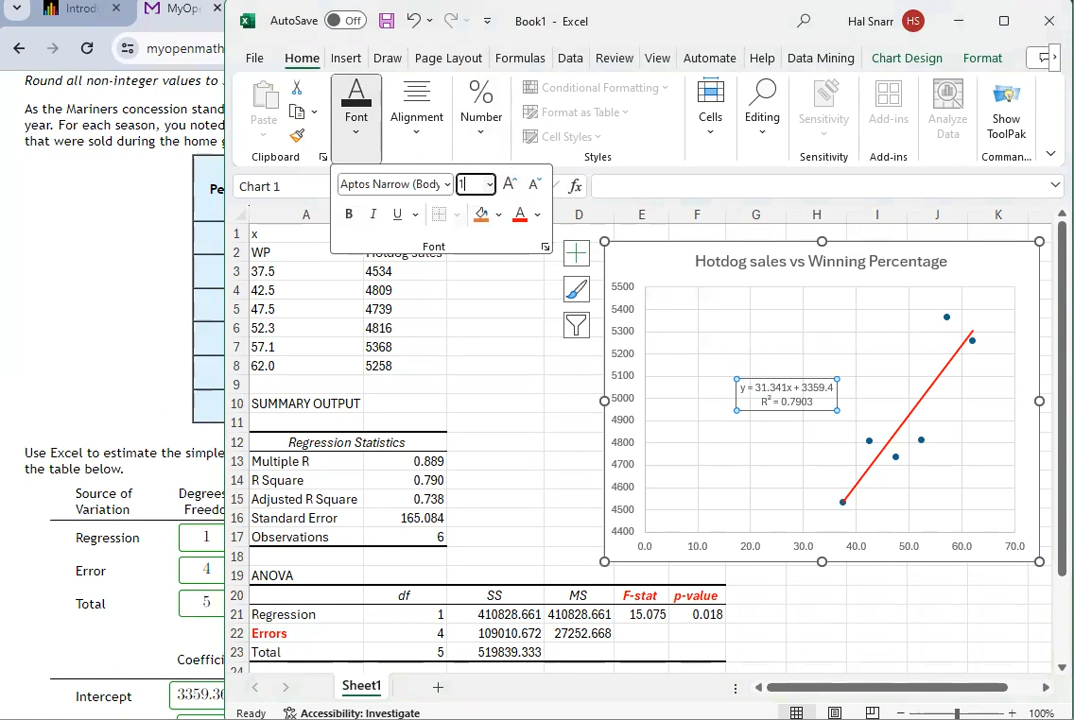 Introdu
MyOp
myopenmath
Round all non-integer values to
As the Mariners concession stand
year. For each season, you noted
that were sold during the home g
Pe
Use Excel to estimate the simple
the table below.
Source of Variation
Degrees
Freedo
Regression 1
Error 4
Total 5
Coefficie
Intercept 3359.36
AutoSave Off Book1 - Excel Hal Snarr HS
File Home Insert Draw Page Layout Formulas Data Review View Automate Help Data Mining Chart Design Format
Paste
Clipboard
Font
Alignment
Number
Conditional Formatting
Format as Table
Cell Styles
Styles
Cells
Editing
Sensitivity
Sensitivity
Add-ins
Add-ins
Analyze Data
Show ToolPak
Comman...
Chart 1
fx
Aptos Narrow (Body 1
B I U A
Font
A D E F G H I J K
1 x
2 WP Hotdog sales
3 37.5 4534
4 42.5 4809
5 47.5 4739
6 52.3 4816
7 57.1 5368
8 62.0 5258
9
10 SUMMARY OUTPUT
11
12 Regression Statistics
13 Multiple R 0.889
14 R Square 0.790
15 Adjusted R Square 0.738
16 Standard Error 165.084
17 Observations 6
18
19 ANOVA
20 df SS MS F-stat p-value
21 Regression 1 410828.661 410828.661 15.075 0.018
22 Errors 4 109010.672 27252.668
23 Total 5 519839.333
24
Hotdog sales vs Winning Percentage
5500
5400
5300
5200
5100
5000
4900
4800
4700
4600
4500
4400
0.0 10.0 20.0 30.0 40.0 50.0 60.0 70.0
y = 31.341x + 3359.4
R² = 0.7903
Sheet1
Ready Accessibility: Investigate 100%